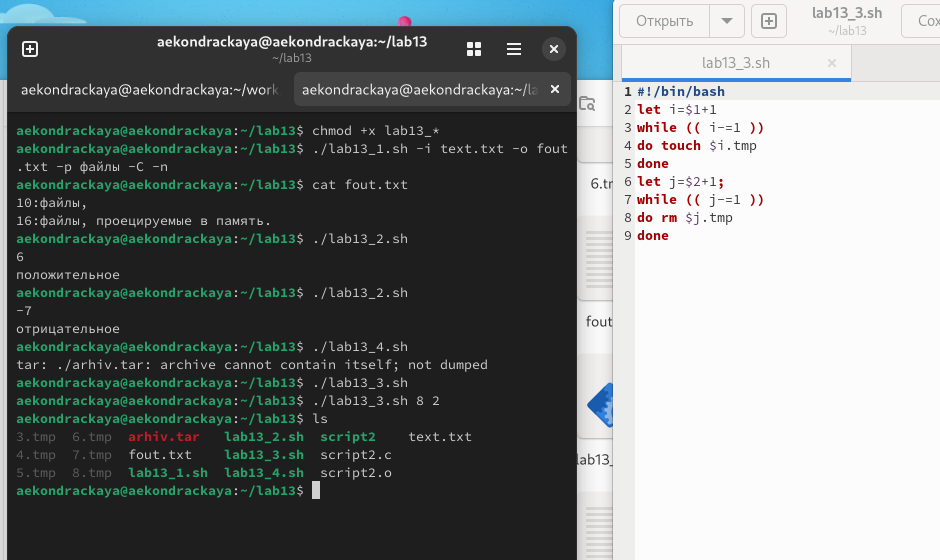 aekondrackaya@aekondrackaya:~/lab13
~/lab13
aekondrackaya@aekondrackaya:~/work
aekondrackaya@aekondrackaya:~/la
aekondrackaya@aekondrackaya:~/lab13$ chmod +x lab13_*
aekondrackaya@aekondrackaya:~/lab13$ ./lab13_1.sh -i text.txt -o fout
.txt -p файлы -C -n
aekondrackaya@aekondrackaya:~/lab13$ cat fout.txt
10:файлы,
16:файлы, проецируемые в память.
aekondrackaya@aekondrackaya:~/lab13$ ./lab13_2.sh
6
положительное
aekondrackaya@aekondrackaya:~/lab13$ ./lab13_2.sh
-7
отрицательное
aekondrackaya@aekondrackaya:~/lab13$ ./lab13_4.sh
tar: ./arhiv.tar: archive cannot contain itself; not dumped
aekondrackaya@aekondrackaya:~/lab13$ ./lab13_3.sh
aekondrackaya@aekondrackaya:~/lab13$ ./lab13_3.sh 8 2
aekondrackaya@aekondrackaya:~/lab13$ ls
3.tmp 6.tmp arhiv.tar lab13_2.sh script2 text.txt
4.tmp 7.tmp fout.txt lab13_3.sh script2.c
5.tmp 8.tmp lab13_1.sh lab13_4.sh script2.o
aekondrackaya@aekondrackaya:~/lab13$
6.tm
fout
lab13_
Открыть
lab13_3.sh
~/lab13
Сох
lab13_3.sh
1 #!/bin/bash
2 let i=$1+1
3 while (( i-=1 ))
4 do touch $i.tmp
5 done
6 let j=$2+1;
7 while (( j-=1 ))
8 do rm $j.tmp
9 done